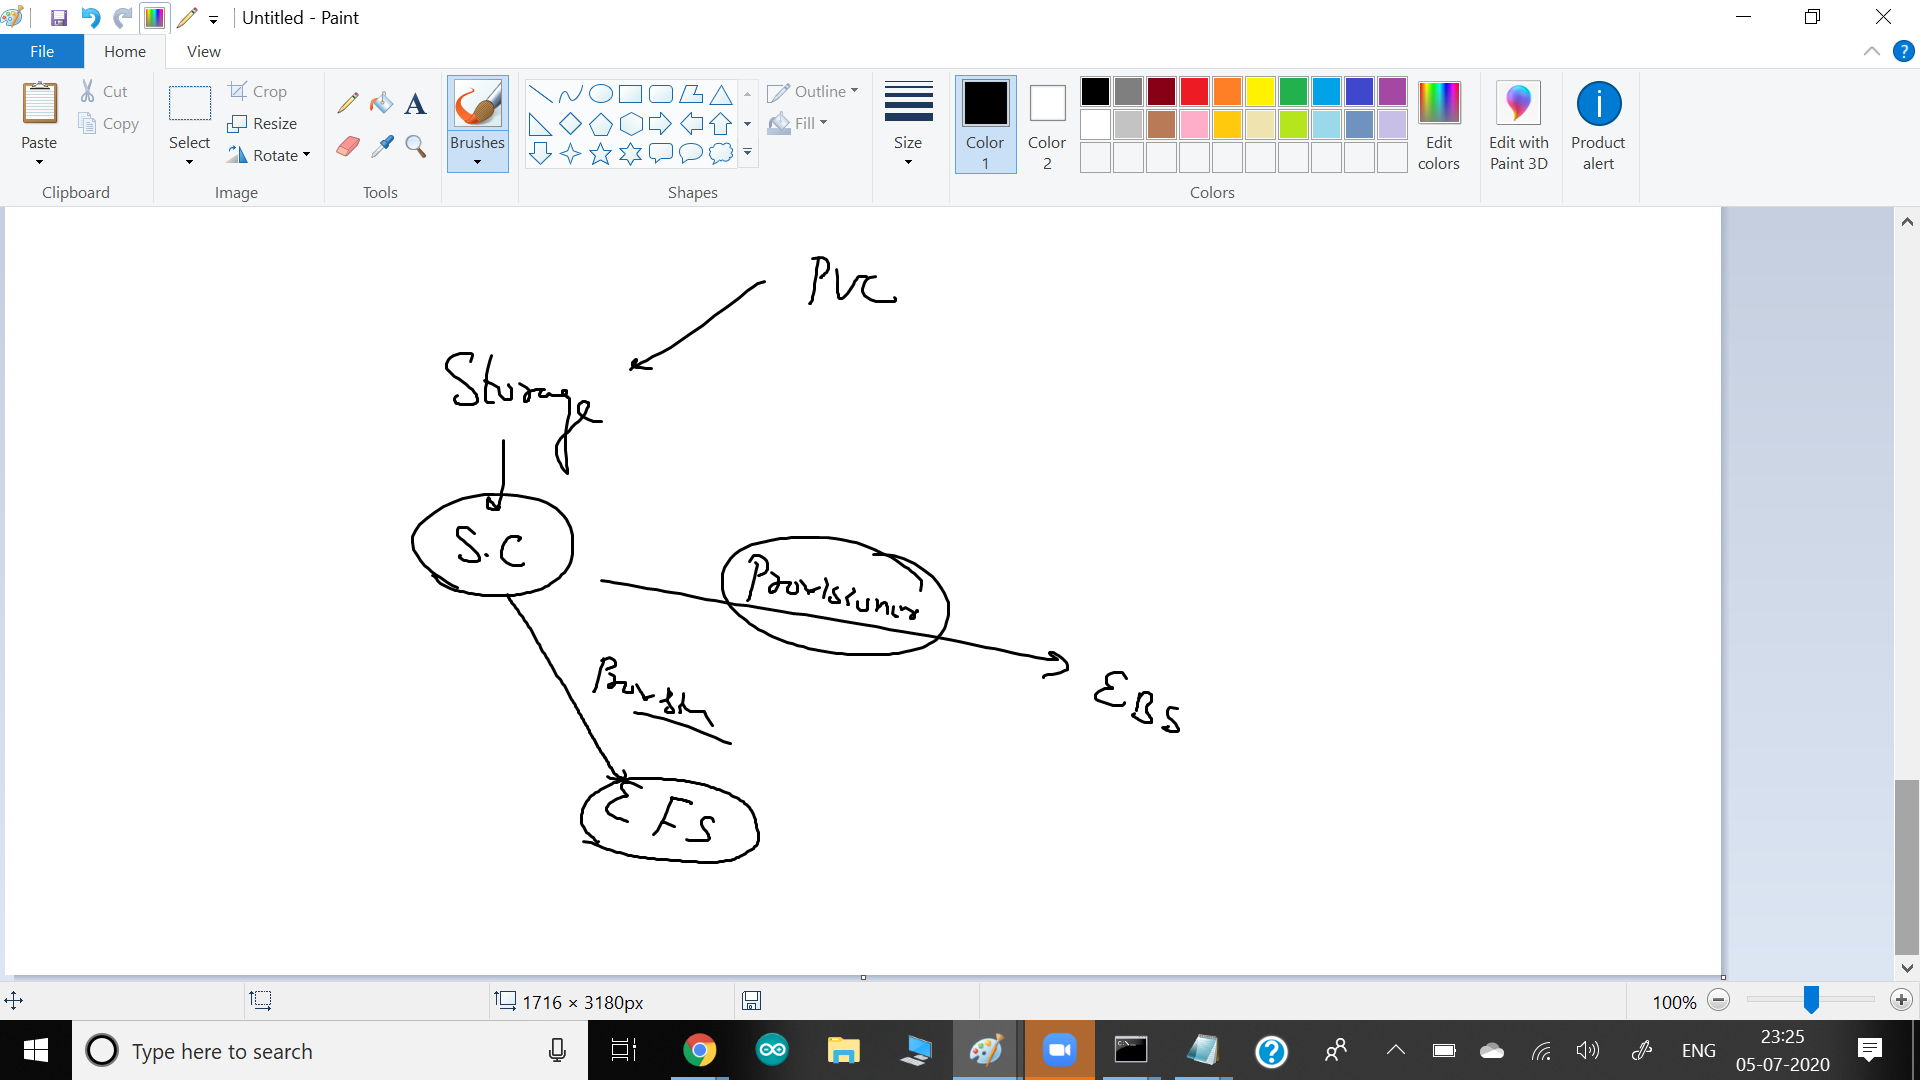 Untitled - Paint
File Home View
Paste
Cut
Copy
Clipboard
Select
Crop
Resize
Rotate
Image
Tools
Brushes
Shapes
Outline
Fill
Size
Color 1
Color 2
Colors
Edit colors
Edit with Paint 3D
Product alert
PVC
Storage
S.C
Provisioner
EBS
EFS
1716 × 3180px
100%
Type here to search
ENG
23:25
05-07-2020